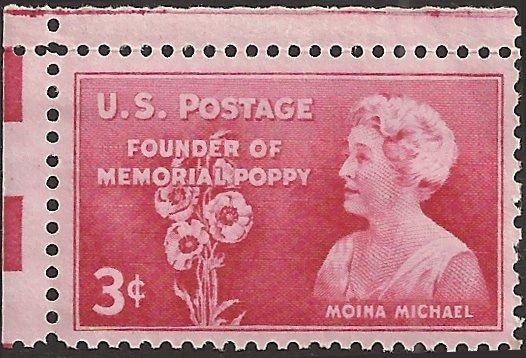 U.S. POSTAGE
FOUNDER OF
MEMORIAL POPPY
3¢
MOINA MICHAEL